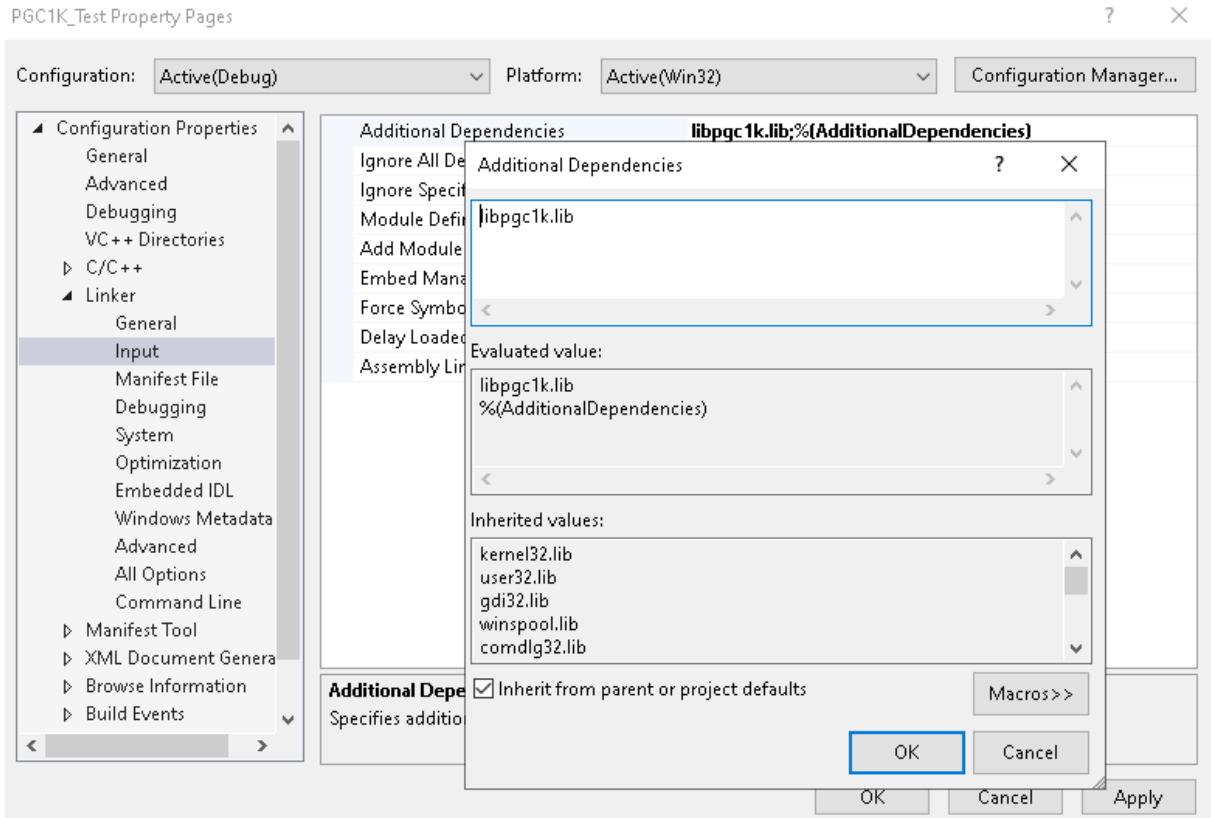 PGC1K_Test Property Pages ? ×
Configuration: Active(Debug) Platform: Active(Win32) Configuration Manager...
Configuration Properties
General
Advanced
Debugging
VC++ Directories
C/C++
Linker
General
Input
Manifest File
Debugging
System
Optimization
Embedded IDL
Windows Metadata
Advanced
All Options
Command Line
Manifest Tool
XML Document Genera
Browse Information
Build Events
Additional Dependencies libpgc1k.lib;%(AdditionalDependencies)
Ignore All De
Ignore Specif
Module Defi
Add Module
Embed Mana
Force Symbo
Delay Loaded
Assembly Lin
Additional Depe
Specifies additio
Additional Dependencies ? ×
libpgc1k.lib
Evaluated value:
libpgc1k.lib
%(AdditionalDependencies)
Inherited values:
kernel32.lib
user32.lib
gdi32.lib
winspool.lib
comdlg32.lib
Inherit from parent or project defaults
Macros>>
OK Cancel
OK Cancel Apply